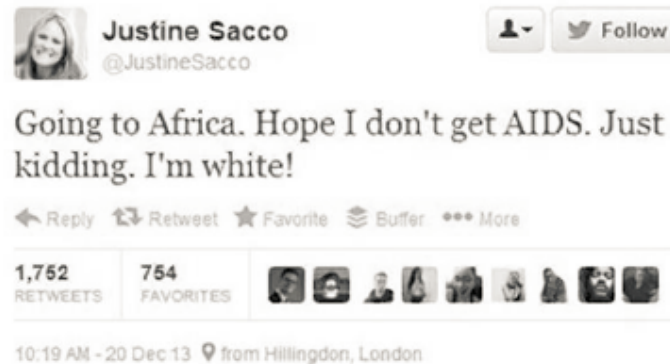 Justine Sacco
Follow
@JustineSacco
Going to Africa. Hope I don't get AIDS. Just
kidding. I'm white!
Reply Retweet Favorite Buffer More
1,752 754
RETWEETS FAVORITES
10:19 AM - 20 Dec 13 from Hillingdon, London